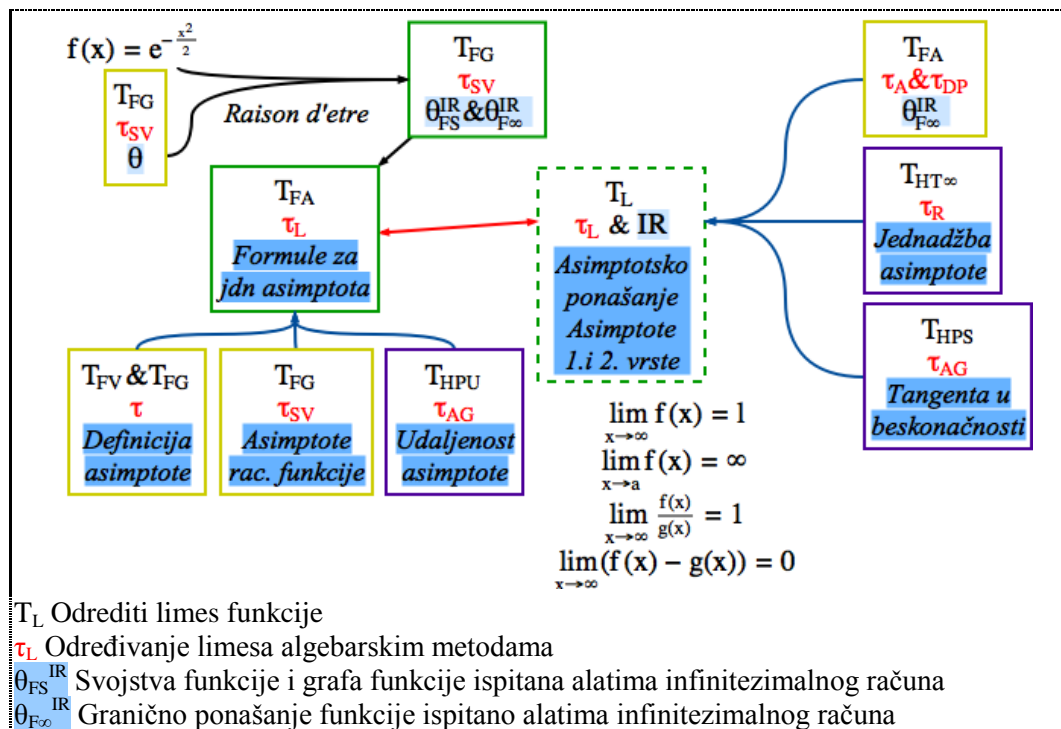 f(x) = e^{-\frac{x^2}{2}}
T_FG
τ_SV
θ
Raison d'etre
T_FG
τ_SV
θ_FS^IR & θ_F∞^IR
T_FA
τ_L
Formule za
jdn asimptota
T_FV & T_FG
τ
Definicija
asimptote
T_FG
τ_SV
Asimptote
rac. funkcije
T_HPU
τ_AG
Udaljenost
asimptote
T_L
τ_L & IR
Asimptotsko
ponašanje
Asimptote
1.i 2. vrste
T_FA
τ_A & τ_DP
θ_F∞^IR
T_HT∞
τ_R
Jednadžba
asimptote
T_HPS
τ_AG
Tangenta u
beskonačnosti
lim_{x→∞} f(x) = l
lim_{x→a} f(x) = ∞
lim_{x→∞} \frac{f(x)}{g(x)} = 1
lim_{x→∞} (f(x) − g(x)) = 0
T_L Odrediti limes funkcije
τ_L Određivanje limesa algebarskim metodama
θ_FS^IR Svojstva funkcije i grafa funkcije ispitana alatima infinitezimalnog računa
θ_F∞^IR Granično ponašanje funkcije ispitano alatima infinitezimalnog računa